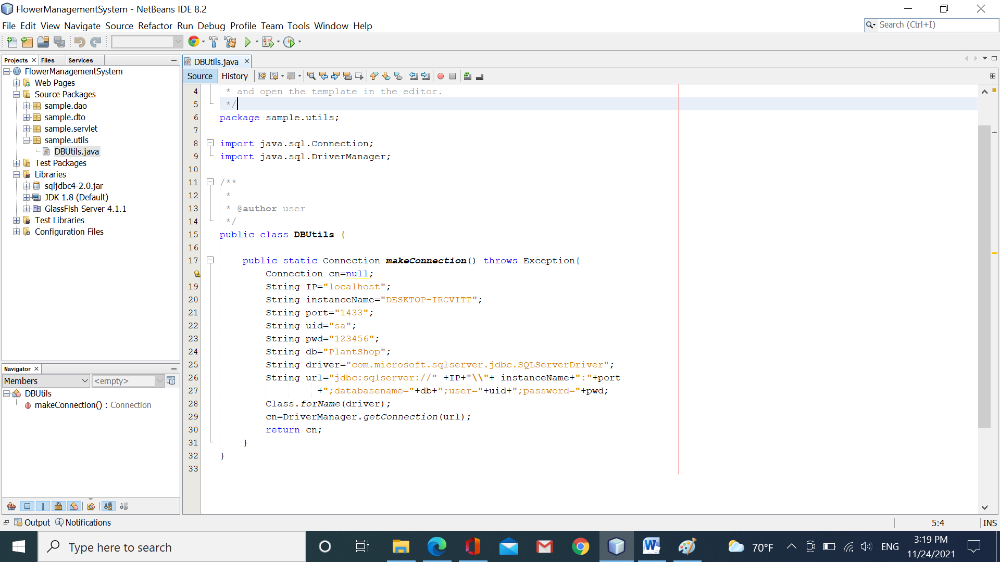 FlowerManagementSystem - NetBeans IDE 8.2
File Edit View Navigate Source Refactor Run Debug Profile Team Tools Window Help
Search (Ctrl+I)
Projects Files Services
FlowerManagementSystem
Web Pages
Source Packages
sample.dao
sample.dto
sample.servlet
sample.utils
DBUtils.java
Test Packages
Libraries
sqljdbc4-2.0.jar
JDK 1.8 (Default)
GlassFish Server 4.1.1
Test Libraries
Configuration Files
Navigator
Members <empty>
DBUtils
makeConnection() : Connection
DBUtils.java
Source History
4 * and open the template in the editor.
5 */
6 package sample.utils;
7
8 import java.sql.Connection;
9 import java.sql.DriverManager;
10
11 /**
12 *
13 * @author user
14 */
15 public class DBUtils {
16
17 public static Connection makeConnection() throws Exception{
Connection cn=null;
19 String IP="localhost";
20 String instanceName="DESKTOP-IRCVITT";
21 String port="1433";
22 String uid="sa";
23 String pwd="123456";
24 String db="PlantShop";
25 String driver="com.microsoft.sqlserver.jdbc.SQLServerDriver";
26 String url="jdbc:sqlserver://" +IP+"\\"+ instanceName+":"+port
27 +";databasename="+db+";user="+uid+";password="+pwd;
28 Class.forName(driver);
29 cn=DriverManager.getConnection(url);
30 return cn;
31 }
32 }
33
Output Notifications
5:4 INS
Type here to search
70°F
ENG
3:19 PM
11/24/2021